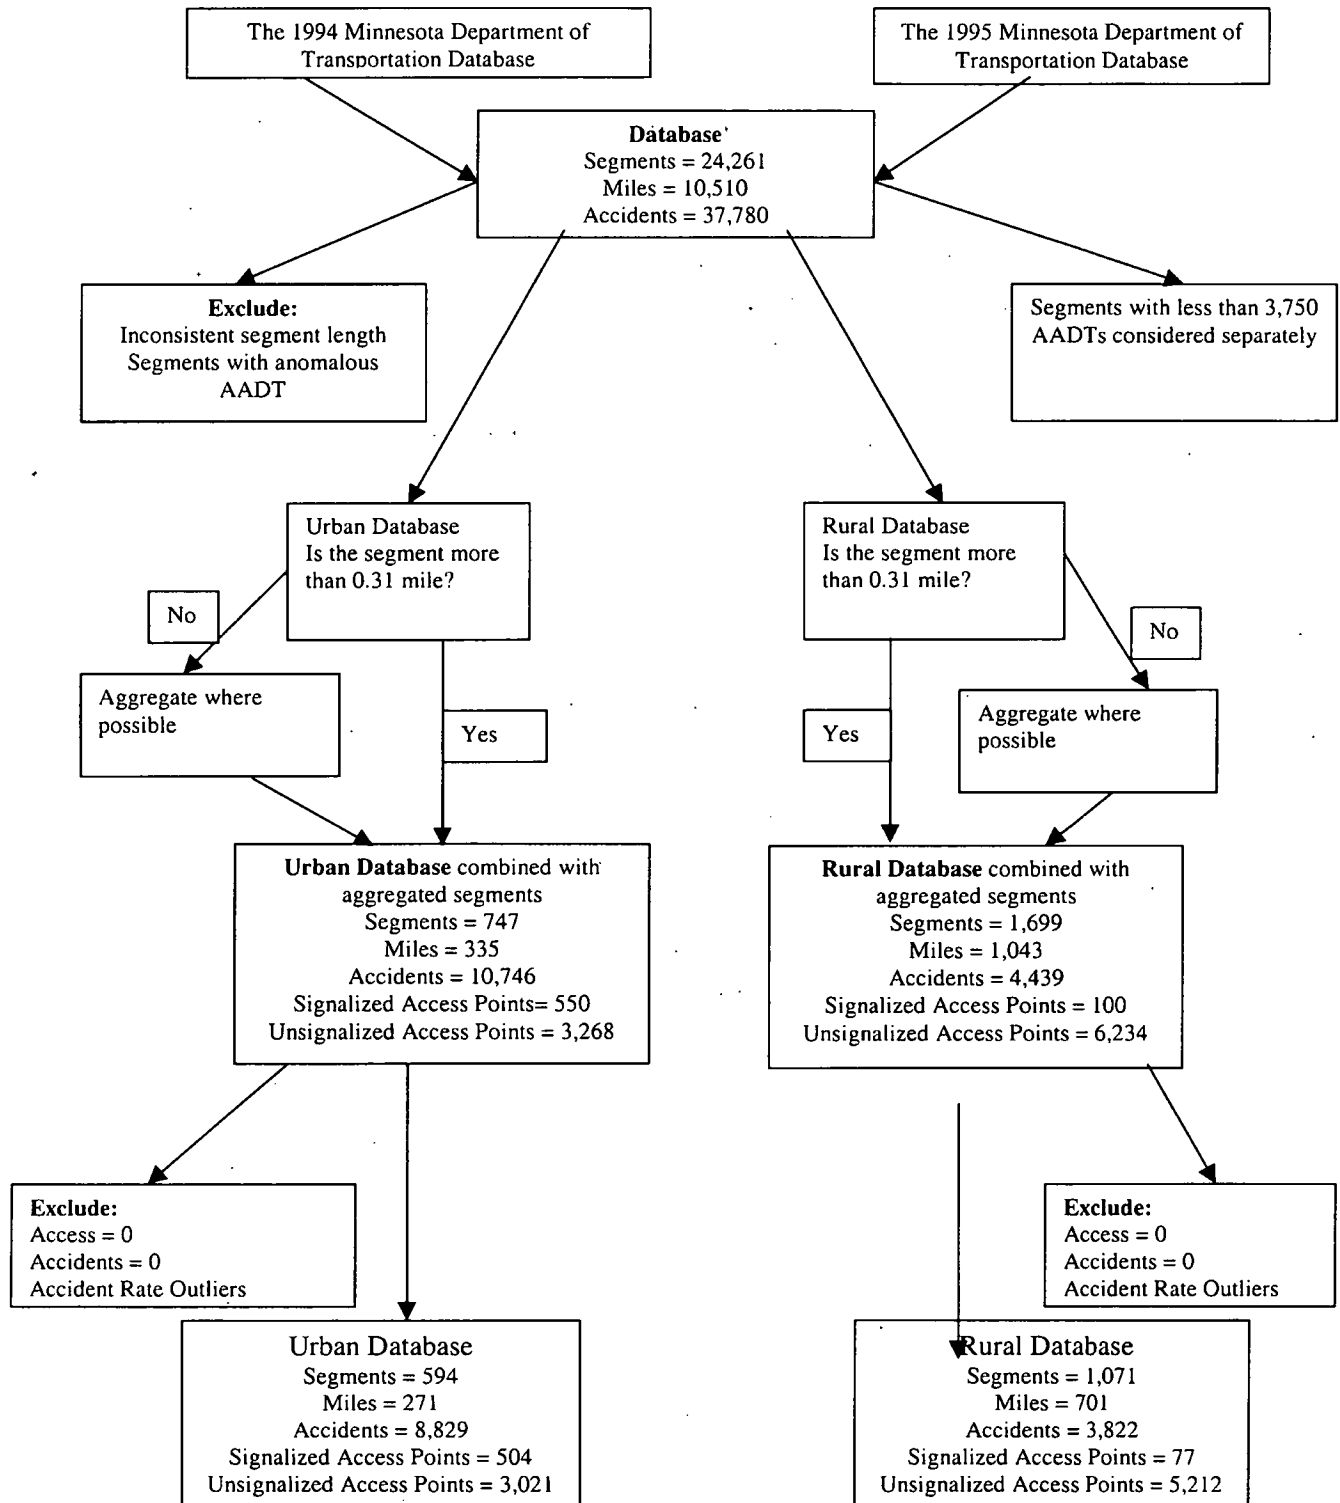 The 1994 Minnesota Department of
Transportation Database
The 1995 Minnesota Department of
Transportation Database
Database
Segments = 24,261
Miles = 10,510
Accidents = 37,780
Exclude:
Inconsistent segment length
Segments with anomalous
AADT
Segments with less than 3,750
AADTs considered separately
Urban Database
Is the segment more
than 0.31 mile?
Rural Database
Is the segment more
than 0.31 mile?
No
No
Aggregate where
possible
Yes
Yes
Aggregate where
possible
Urban Database combined with
aggregated segments
Segments = 747
Miles = 335
Accidents = 10,746
Signalized Access Points= 550
Unsignalized Access Points = 3,268
Rural Database combined with
aggregated segments
Segments = 1,699
Miles = 1,043
Accidents = 4,439
Signalized Access Points = 100
Unsignalized Access Points = 6,234
Exclude:
Access = 0
Accidents = 0
Accident Rate Outliers
Exclude:
Access = 0
Accidents = 0
Accident Rate Outliers
Urban Database
Segments = 594
Miles = 271
Accidents = 8,829
Signalized Access Points = 504
Unsignalized Access Points = 3,021
Rural Database
Segments = 1,071
Miles = 701
Accidents = 3,822
Signalized Access Points = 77
Unsignalized Access Points = 5,212